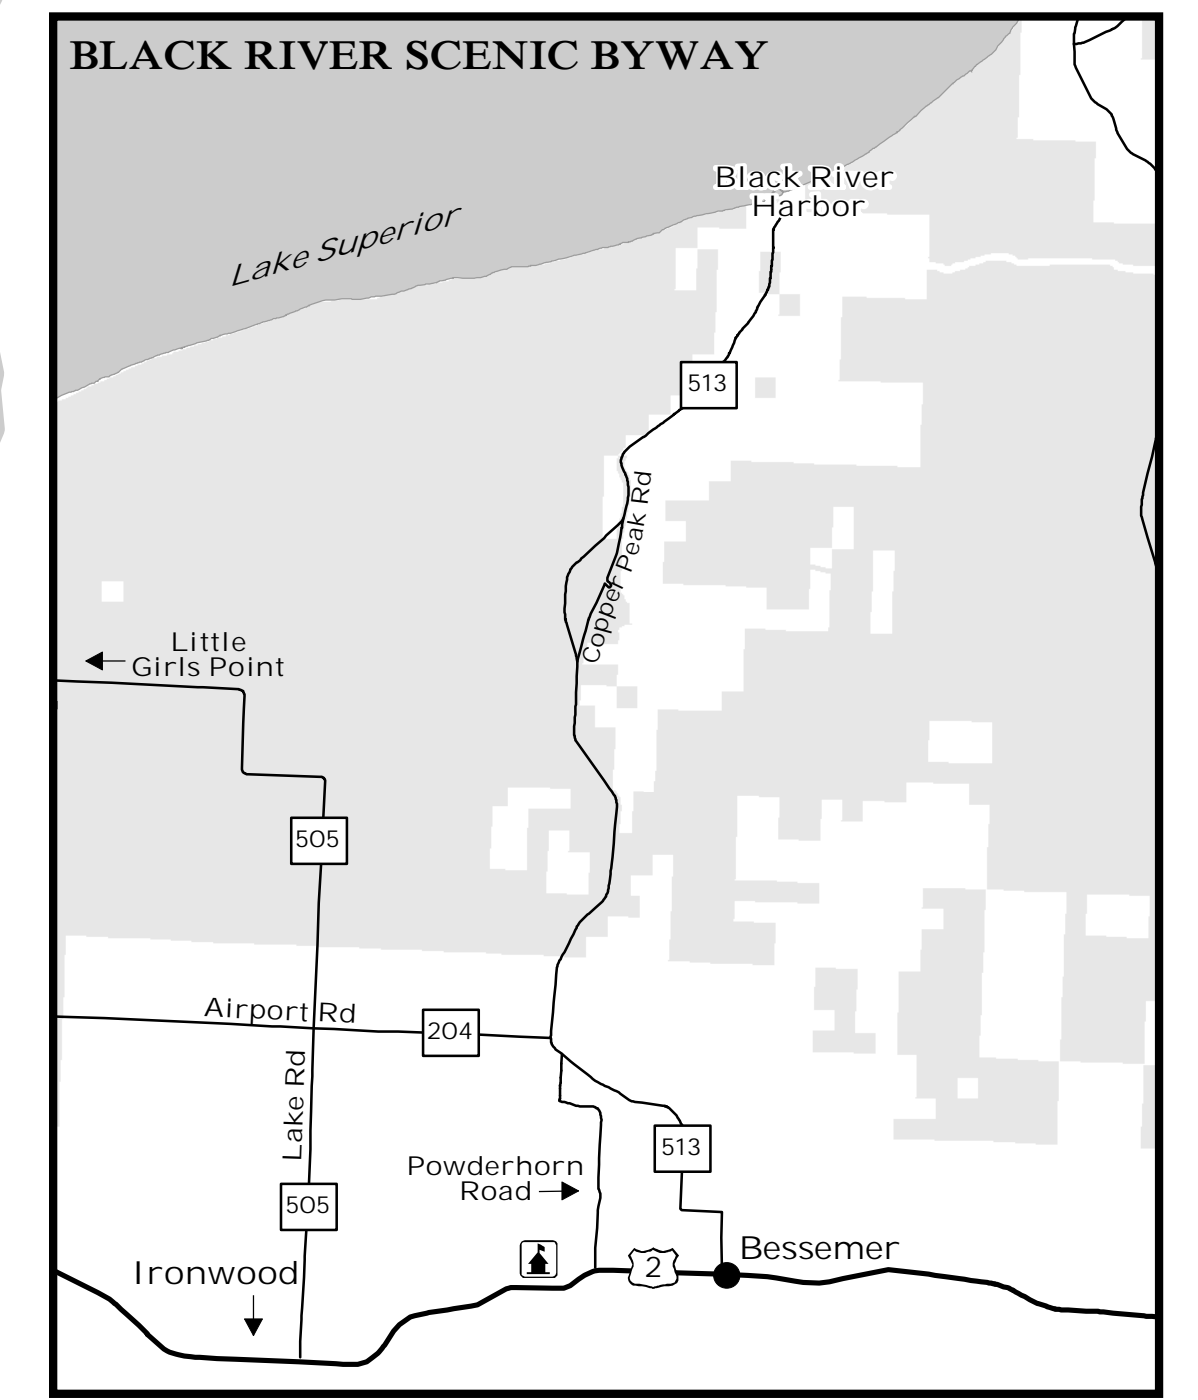 BLACK RIVER SCENIC BYWAY
Black River
Harbor
Lake Superior
513
Copper Peak Rd
Little
Girls Point
505
Airport Rd
204
Lake Rd
513
Powderhorn
Road
505
Bessemer
2
Ironwood